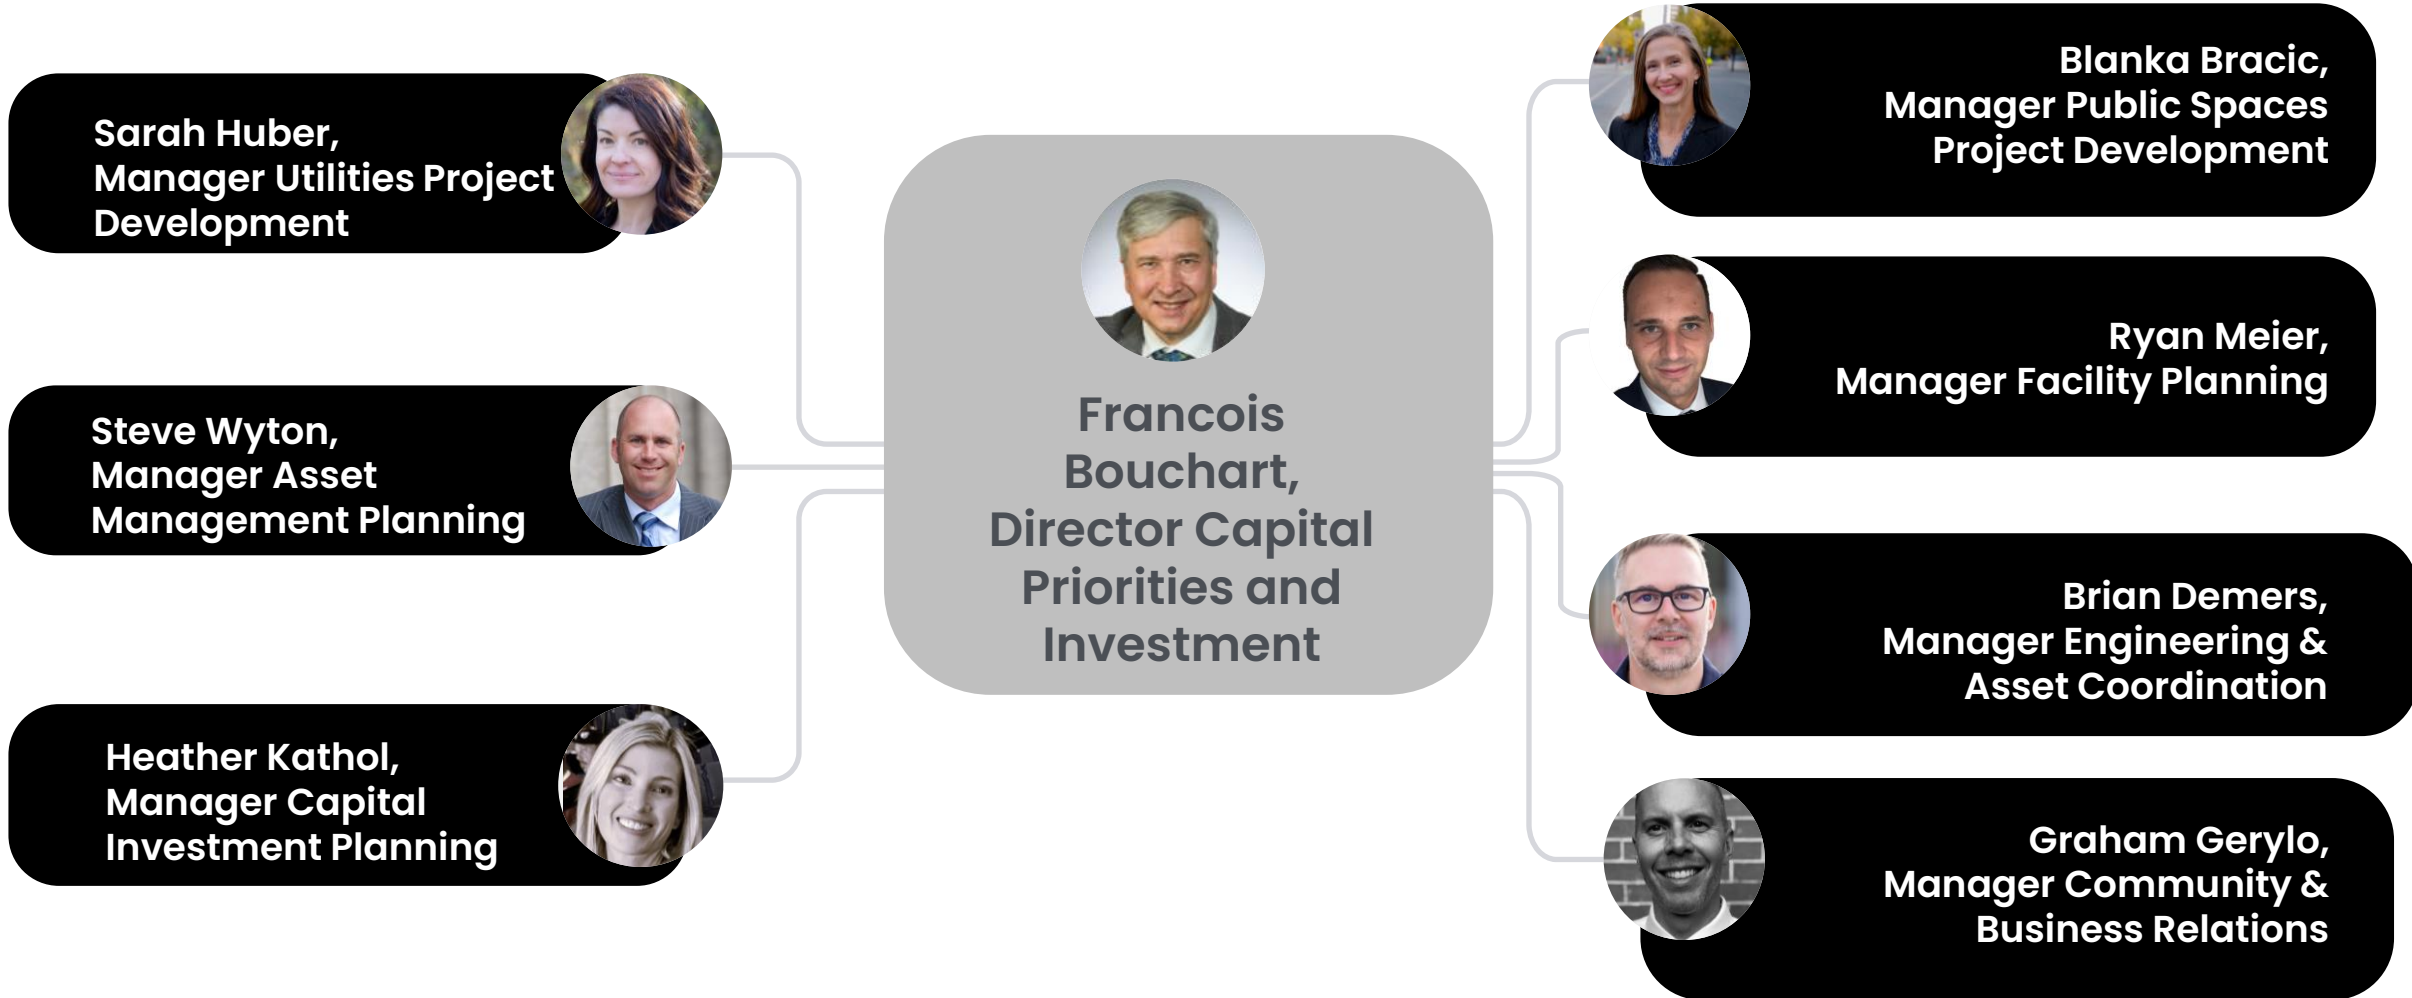 Sarah Huber,
Manager Utilities Project
Development
Steve Wyton,
Manager Asset
Management Planning
Heather Kathol,
Manager Capital
Investment Planning
Francois
Bouchart,
Director Capital
Priorities and
Investment
Blanka Bracic,
Manager Public Spaces
Project Development
Ryan Meier,
Manager Facility Planning
Brian Demers,
Manager Engineering &
Asset Coordination
Graham Gerylo,
Manager Community &
Business Relations